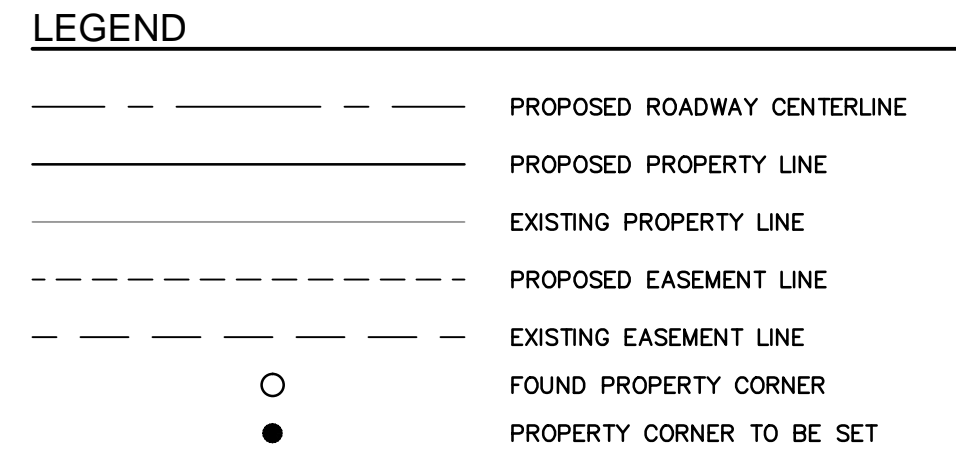 LEGEND
PROPOSED ROADWAY CENTERLINE
PROPOSED PROPERTY LINE
EXISTING PROPERTY LINE
PROPOSED EASEMENT LINE
EXISTING EASEMENT LINE
FOUND PROPERTY CORNER
PROPERTY CORNER TO BE SET